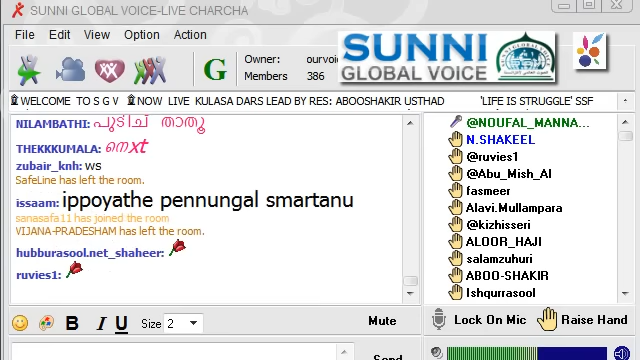 SUNNI GLOBAL VOICE-LIVE CHARCHA
File Edit View Option Action
G Owner: ourvoi
Members 386
SUNNI
GLOBAL VOICE
WELCOME TO S G V NOW LIVE KULASA DARS LEAD BY RES: ABOOSHAKIR USTHAD 'LIFE IS STRUGGLE' SSF
NILAMBATHI: പുടിച് താതൂ
THEKKKUMALA: നെxt
zubair_knh: ws
SafeLine has left the room.
issaam: ippoyathe pennungal smartanu
sanasafa11 has joined the room
VIJANA-PRADESHAM has left the room.
hubburasool.net_shaheer:
ruvies1:
@NOUFAL_MANNA...
N.SHAKEEL
@ruvies1
@Abu_Mish_Al
fasmeer
Alavi.Mullampara
@kizhisseri
ALOOR_HAJI
salamzuhuri
ABOO-SHAKIR
Ishqurrasool
B I U Size 2 Mute
Lock On Mic Raise Hand
Send